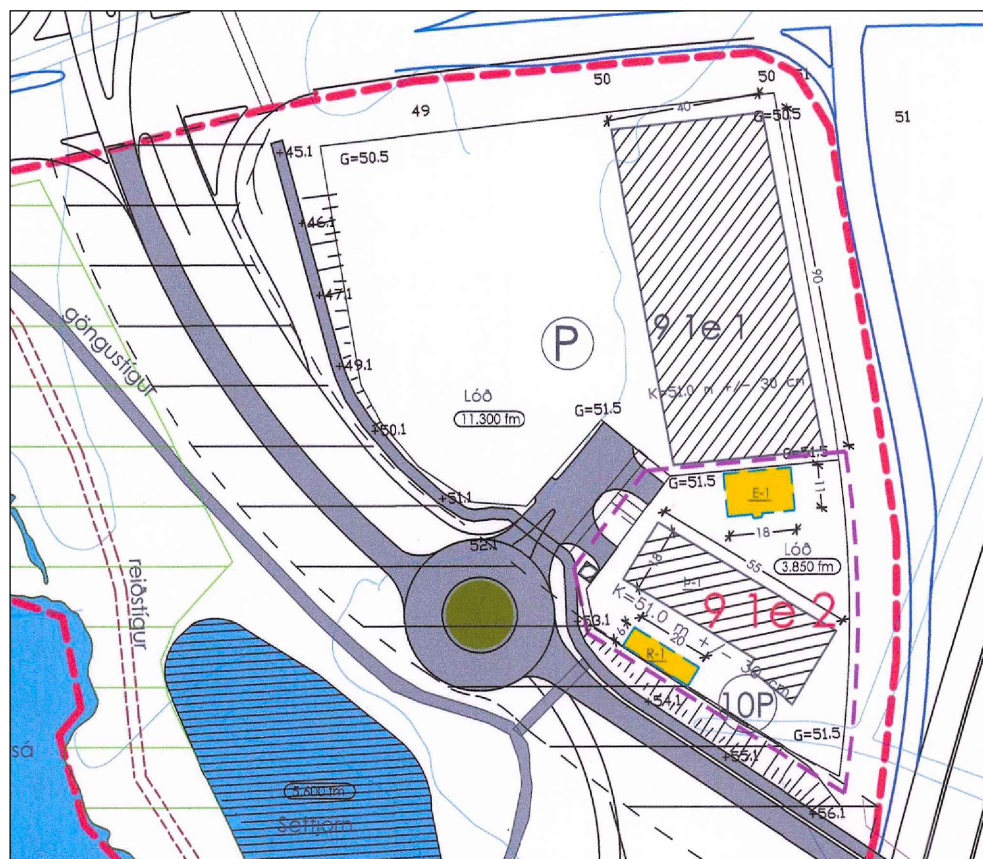 50
50
51
49
51
40
G=50.5
+45.1
G=50.5
+46.1
90
+47.1
göngustígur
P
9 1e 1
+49.1
K=51.0 m +/- 30 cm
Lóð
11.300 fm
G=51.5
+50.1
G=51.5
G=51.5
E-1
11
+51.1
18
52.1
Lóð
3.850 fm
55
18
reiðstígur
Þ-1
K=51.0 m +/- 30 cm
9 1e 2
+53.1
6
20
R-1
+54.1
10P
G=51.5
sá
+55.1
5.600 fm
Settjörn
+56.1